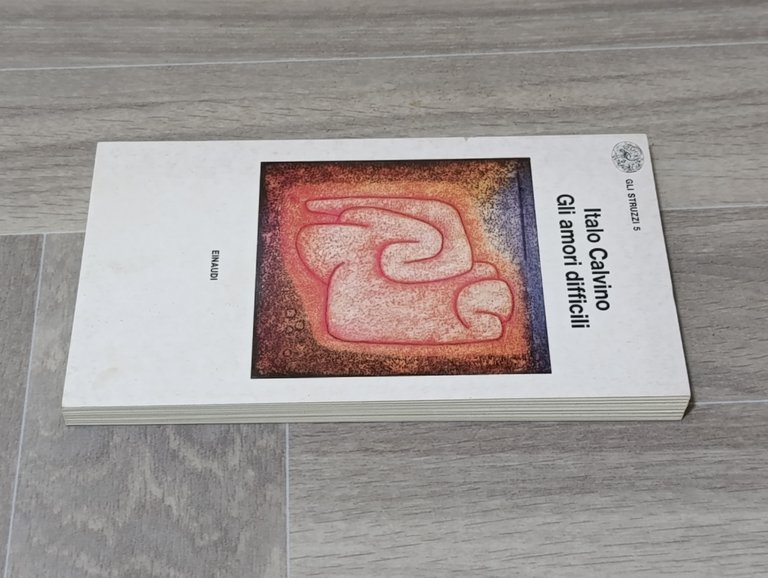 GLI STRUZZI 5
Italo Calvino
Gli amori difficili
EINAUDI